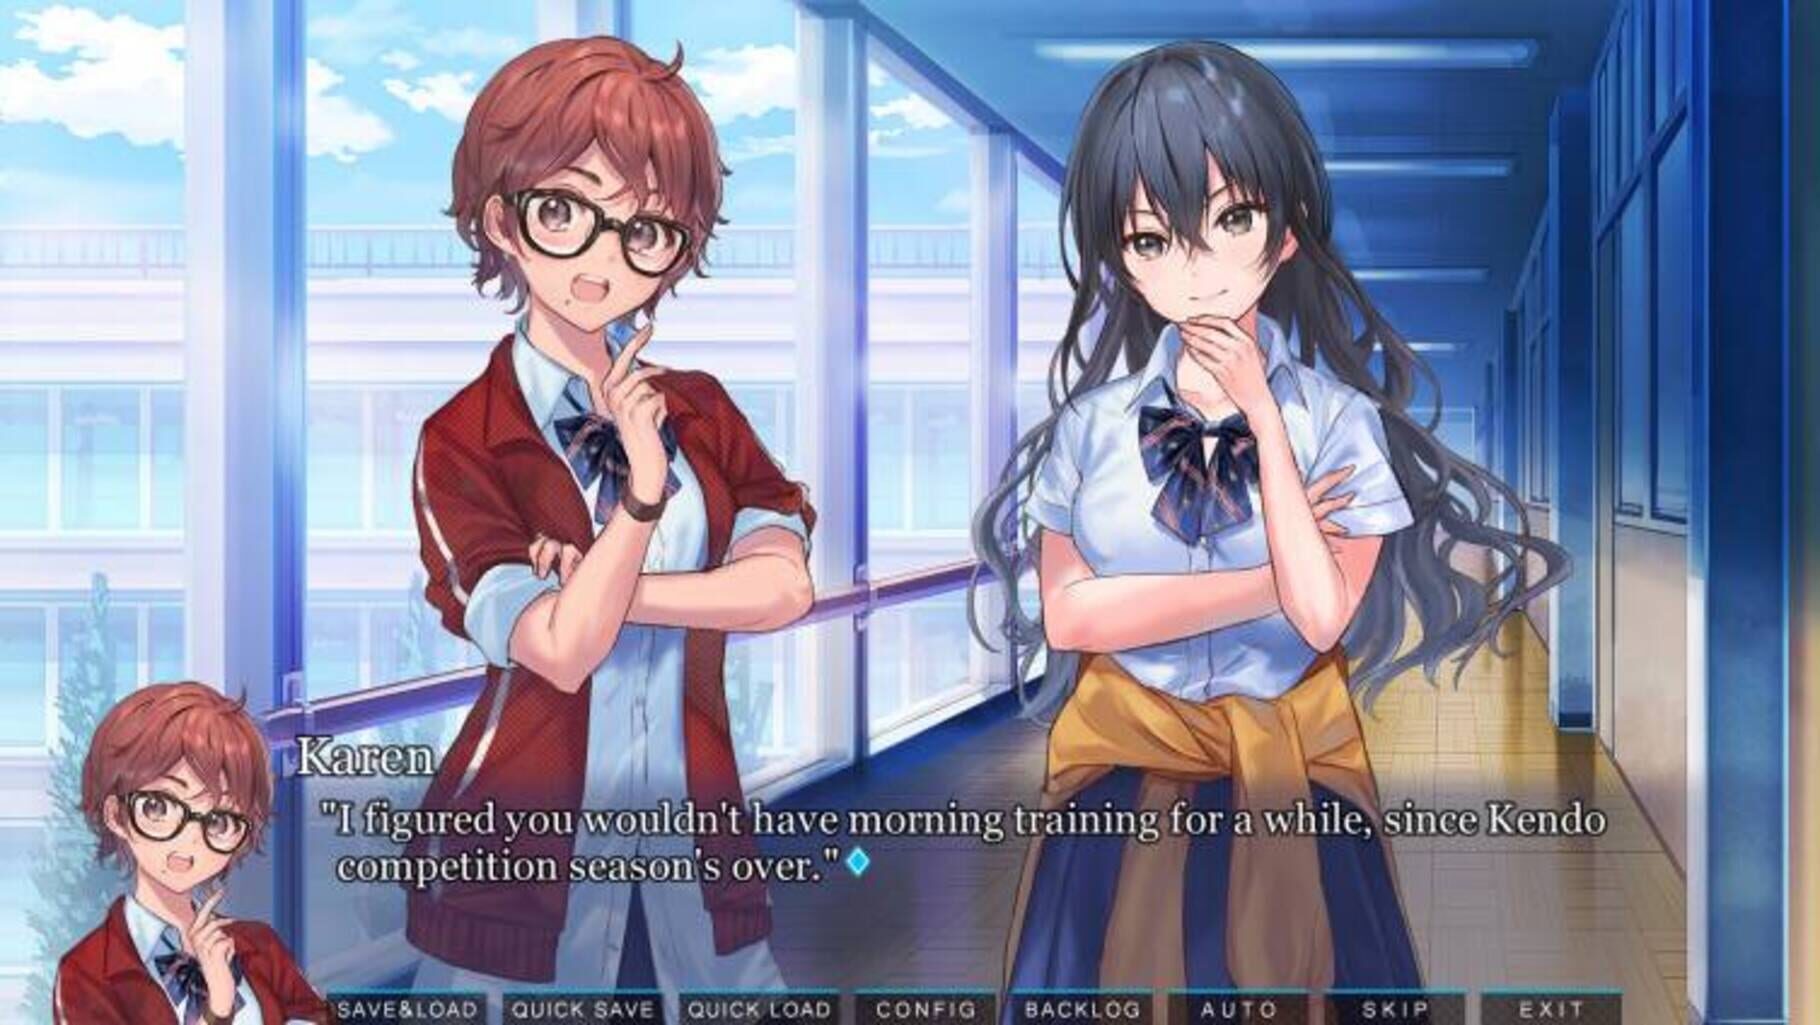 Karen
"I figured you wouldn't have morning training for a while, since Kendo
competition season's over."
SAVE&LOAD QUICK SAVE QUICK LOAD CONFIG BACKLOG AUTO SKIP EXIT